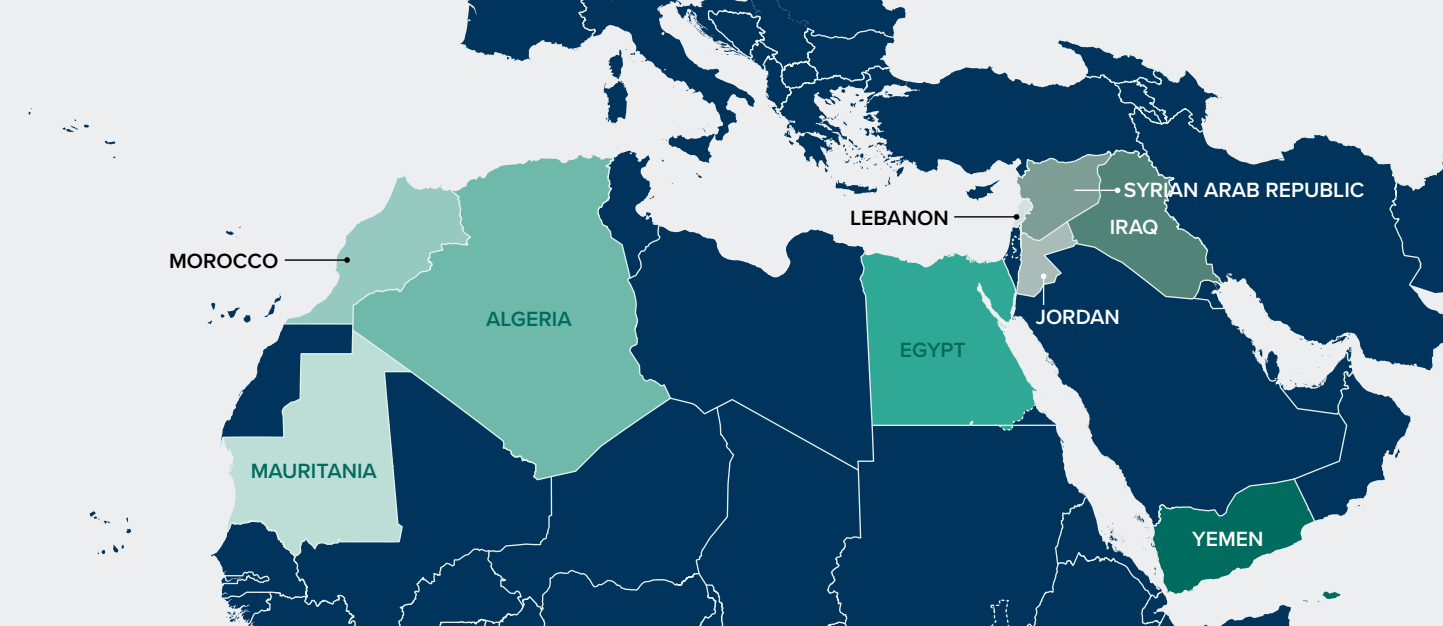 SYRIAN ARAB REPUBLIC
LEBANON
IRAQ
MOROCCO
ALGERIA
JORDAN
EGYPT
MAURITANIA
YEMEN